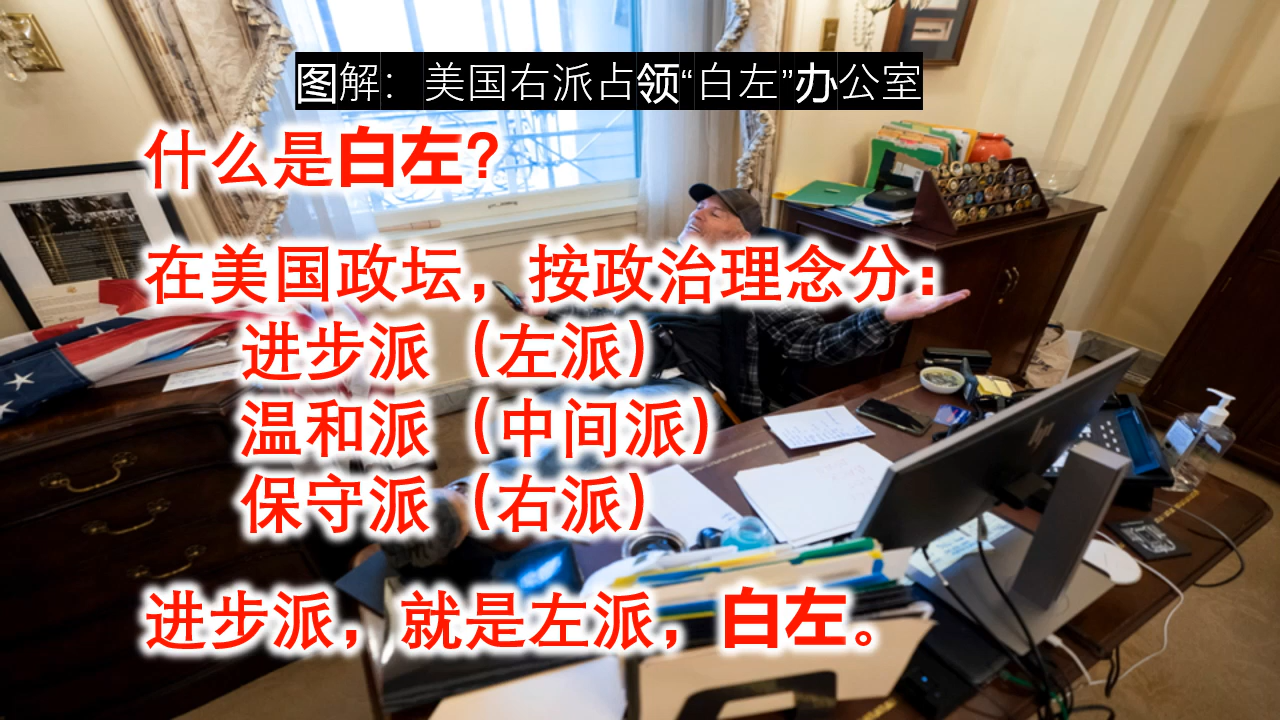 图解：美国右派占领“白左”办公室
什么是白左？
在美国政坛，按政治理念分：
进步派（左派）
温和派（中间派）
保守派（右派）
进步派，就是左派，白左。
hp